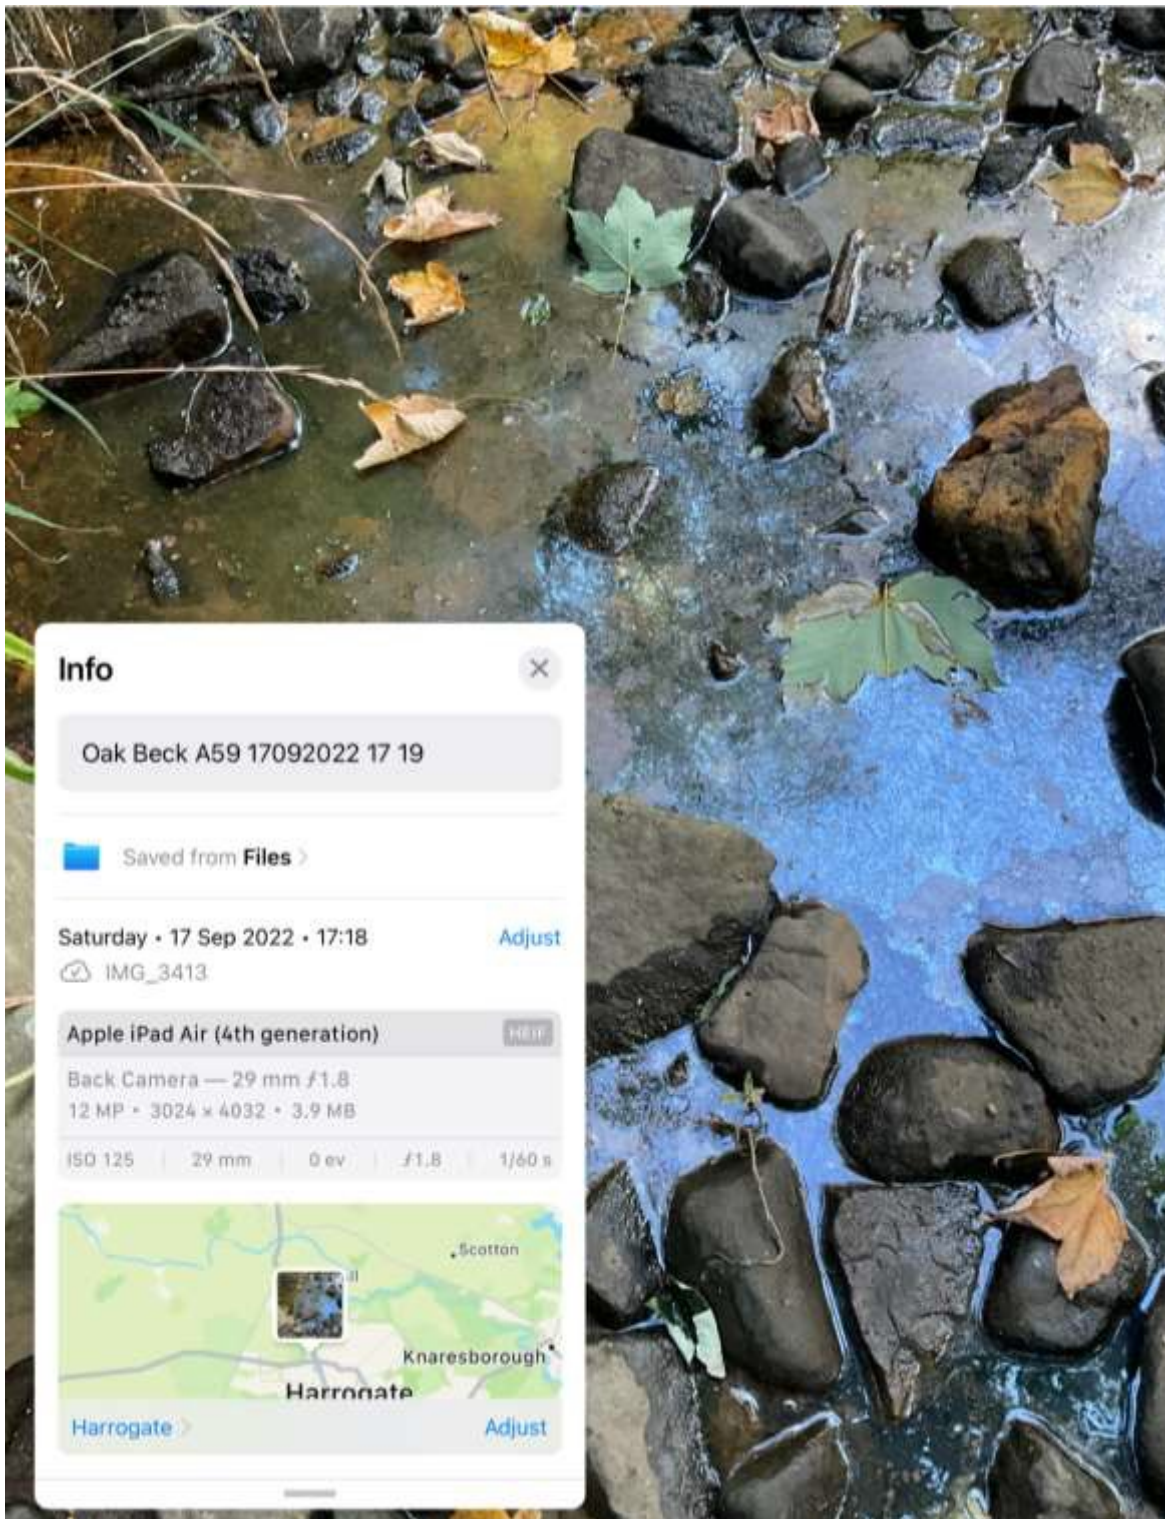 Info
Oak Beck A59 17092022 17 19
Saved from Files
Saturday • 17 Sep 2022 • 17:18
Adjust
IMG_3413
Apple iPad Air (4th generation)
HEIF
Back Camera — 29 mm ƒ1.8
12 MP • 3024 × 4032 • 3.9 MB
ISO 125
29 mm
0 ev
ƒ1.8
1/60 s
Scotton
Knaresborough
Harrogate
Harrogate
Adjust